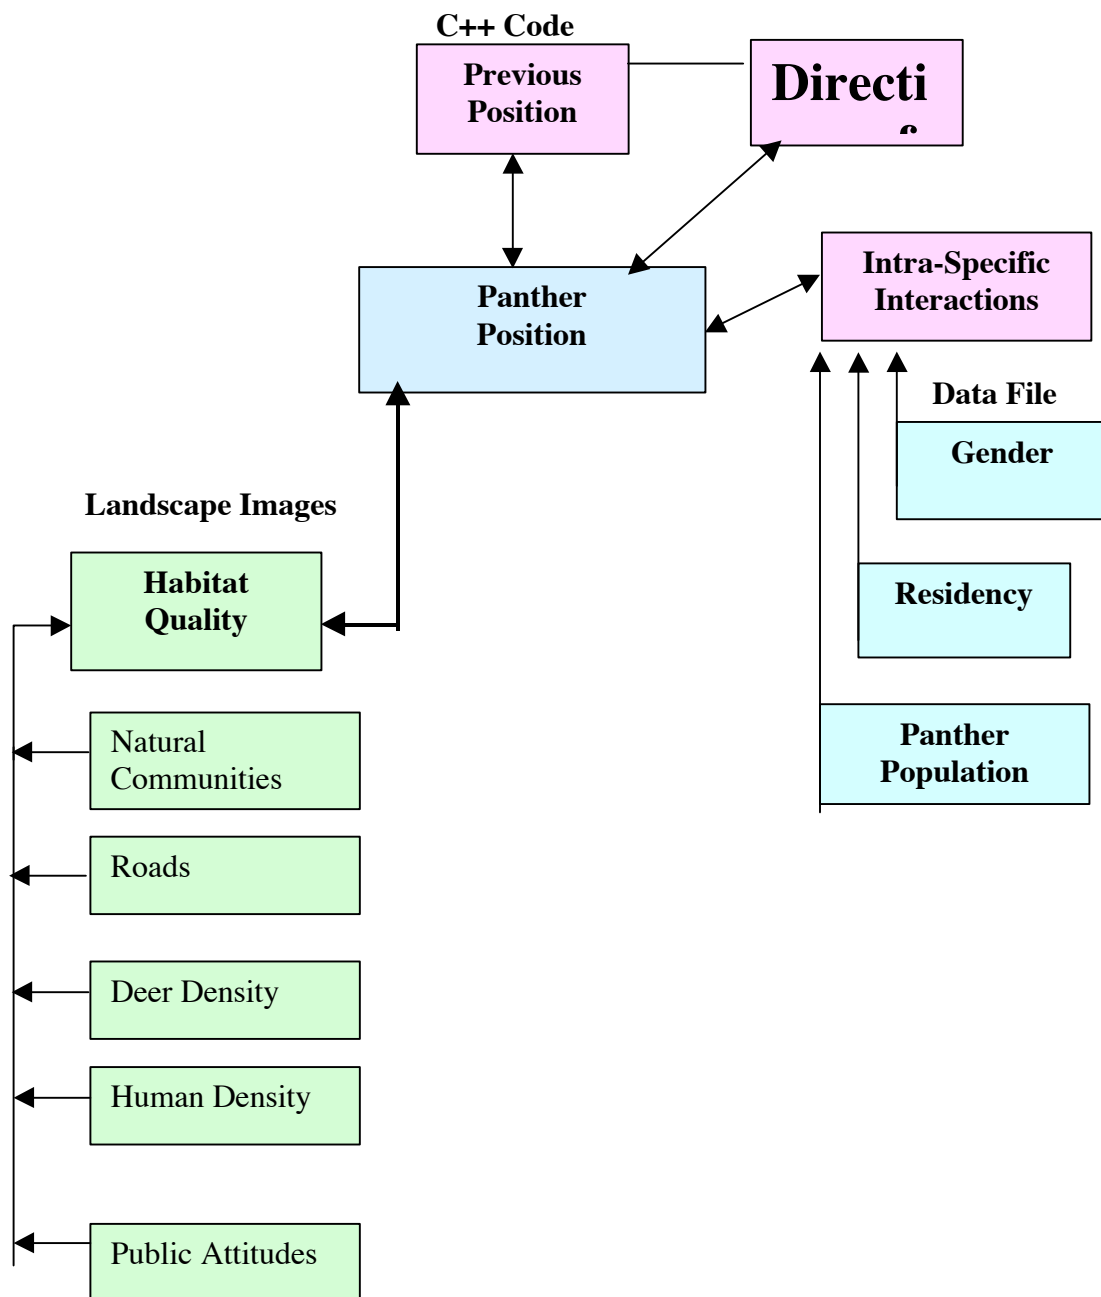 C++ Code
Previous
Position
Directi
Panther
Position
Intra-Specific
Interactions
Data File
Gender
Landscape Images
Habitat
Quality
Residency
Natural
Communities
Panther
Population
Roads
Deer Density
Human Density
Public Attitudes